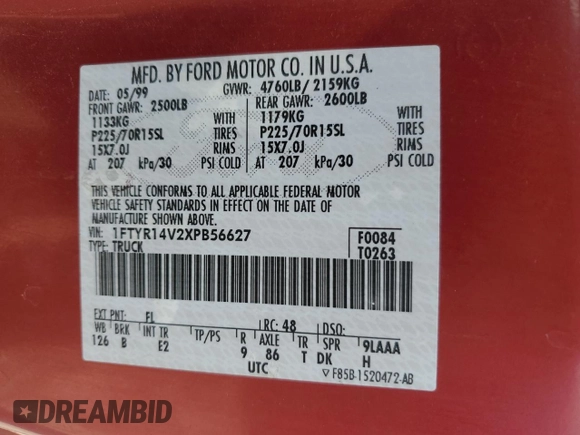 MFD. BY FORD MOTOR CO. IN U.S.A.
DATE: 05/99 GVWR: 4760LB/ 2159KG
FRONT GAWR: 2500LB REAR GAWR: 2600LB
1133KG WITH 1179KG WITH
P225/70R15SL TIRES P225/70R15SL TIRES
15X7.0J RIMS 15X7.0J RIMS
AT 207 kPa/30 PSI COLD AT 207 kPa/30 PSI COLD
THIS VEHICLE CONFORMS TO ALL APPLICABLE FEDERAL MOTOR
VEHICLE SAFETY STANDARDS IN EFFECT ON THE DATE OF
MANUFACTURE SHOWN ABOVE.
VIN: 1FTYR14V2XPB56627 F0084
TYPE: TRUCK T0263
EXT PNT: FL RC: 48 DSO:
WB BRK INT TR TP/PS R AXLE TR SPR 9LAAA
126 B E2 9 86 T DK H
UTC ▽ F85B-1520472-AB
DREAMBID